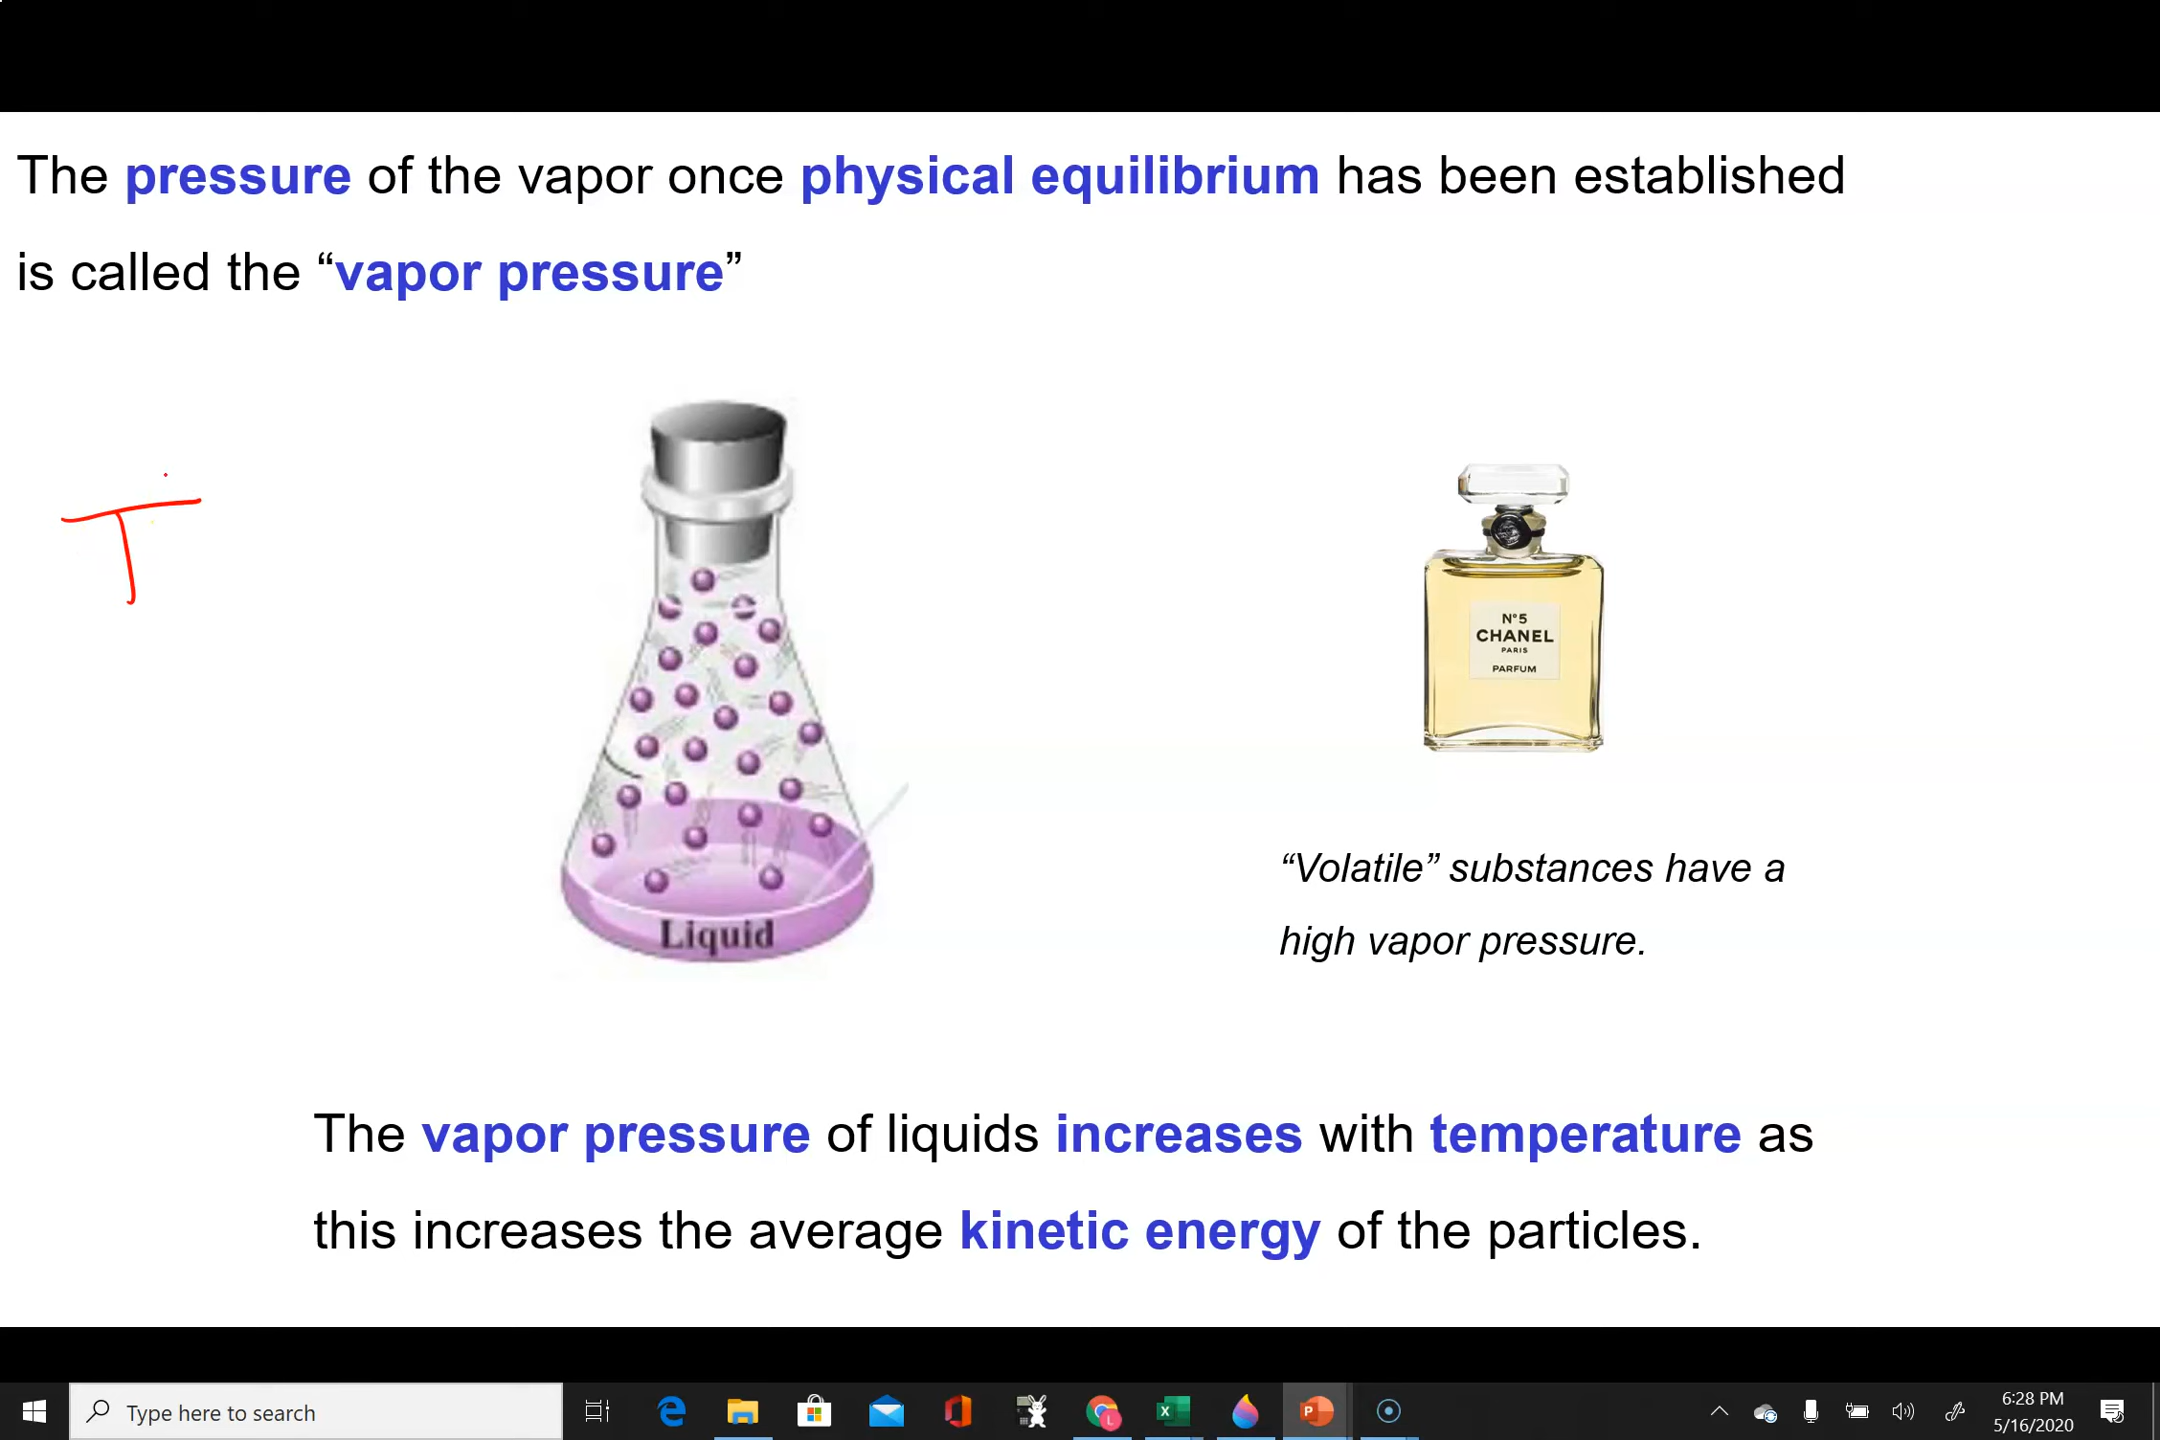 The pressure of the vapor once physical equilibrium has been established
is called the “vapor pressure”
T
N°5
CHANEL
PARIS
PARFUM
“Volatile” substances have a
high vapor pressure.
Liquid
The vapor pressure of liquids increases with temperature as
this increases the average kinetic energy of the particles.
Type here to search
6:28 PM
5/16/2020